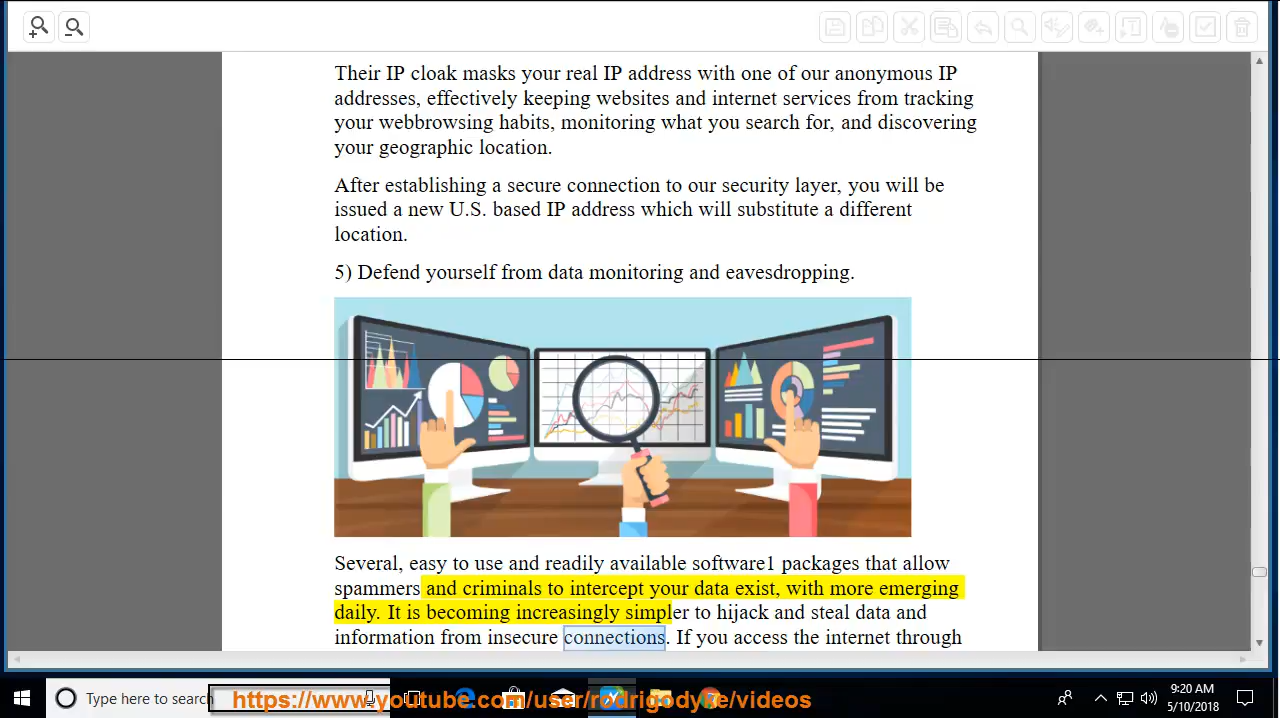 Their IP cloak masks your real IP address with one of our anonymous IP
addresses, effectively keeping websites and internet services from tracking
your webbrowsing habits, monitoring what you search for, and discovering
your geographic location.
After establishing a secure connection to our security layer, you will be
issued a new U.S. based IP address which will substitute a different
location.
5) Defend yourself from data monitoring and eavesdropping.
Several, easy to use and readily available software1 packages that allow
spammers and criminals to intercept your data exist, with more emerging
daily. It is becoming increasingly simpler to hijack and steal data and
information from insecure connections. If you access the internet through
Type here to search
https://www.youtube.com/user/rodrigodyke/videos
9:20 AM
5/10/2018